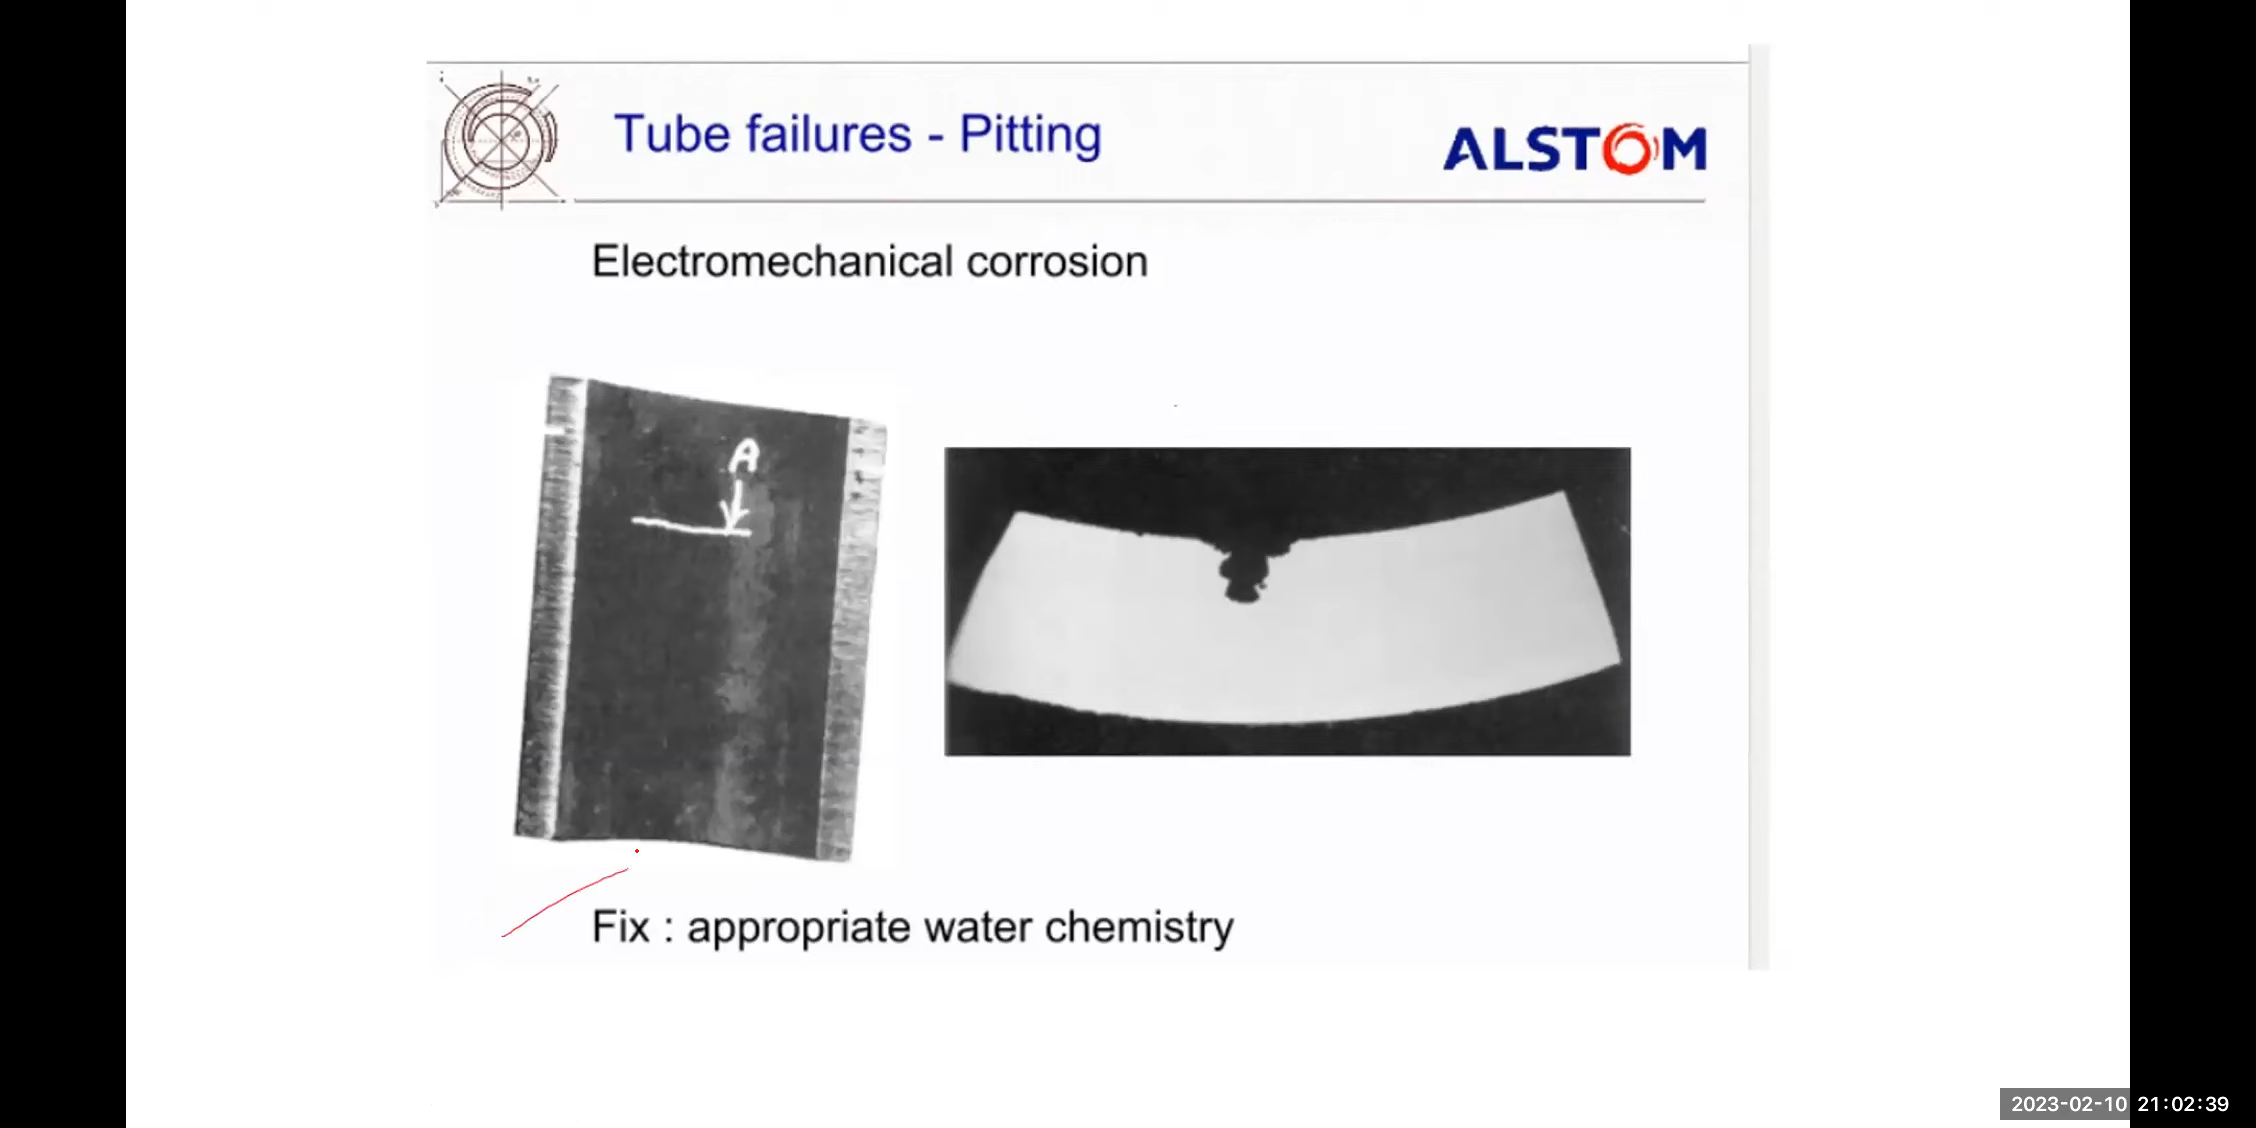 Tube failures - Pitting
ALSTOM
Electromechanical corrosion
A
Fix : appropriate water chemistry
2023-02-10 21:02:39